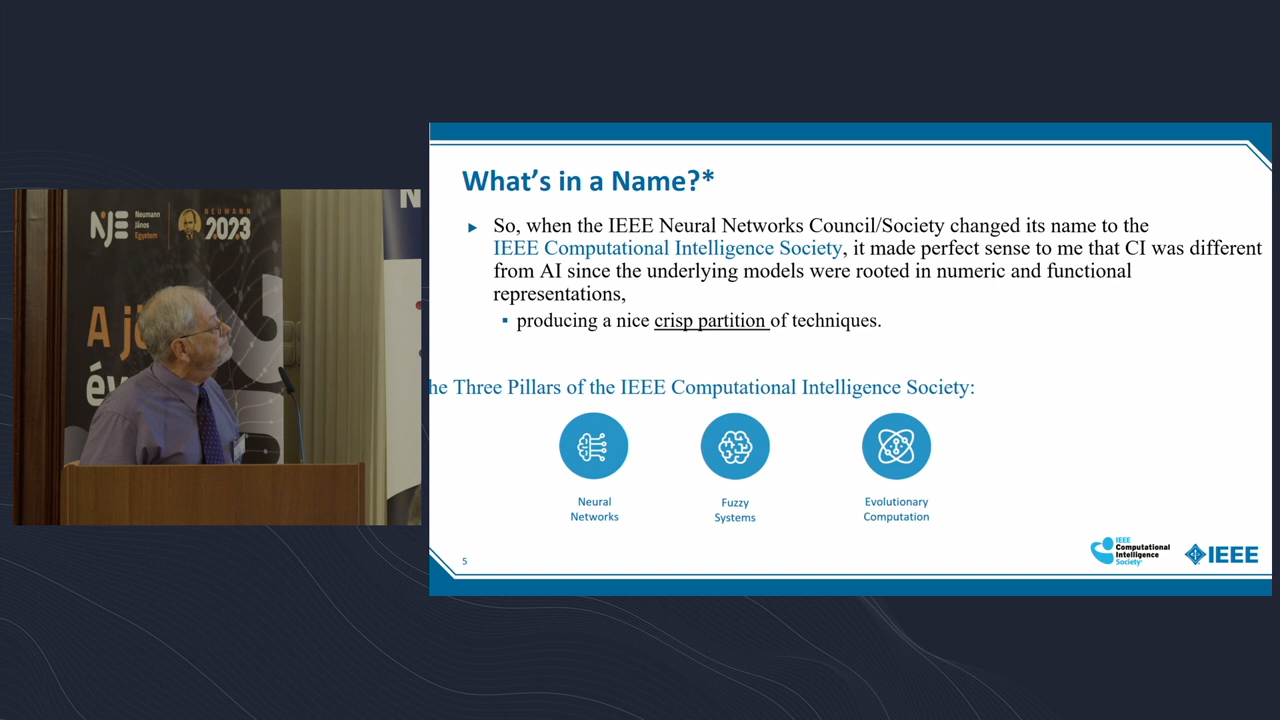 NJE
Neumann
János
Egyetem
NEUMANN
2023
A jö
év
N
What's in a Name?*
So, when the IEEE Neural Networks Council/Society changed its name to the
IEEE Computational Intelligence Society, it made perfect sense to me that CI was different
from AI since the underlying models were rooted in numeric and functional
representations,
producing a nice crisp partition of techniques.
he Three Pillars of the IEEE Computational Intelligence Society:
Neural
Networks
Fuzzy
Systems
Evolutionary
Computation
5
IEEE
Computational
Intelligence
Society
IEEE